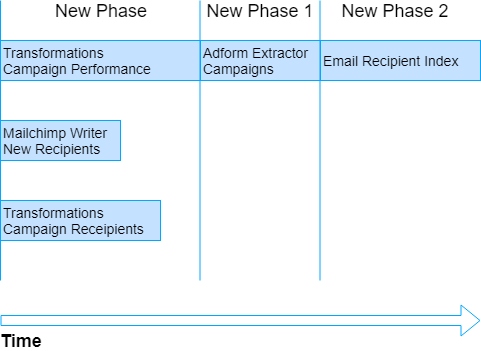 New Phase
New Phase 1
New Phase 2
Transformations
Campaign Performance
Adform Extractor
Campaigns
Email Recipient Index
Mailchimp Writer
New Recipients
Transformations
Campaign Receipients
Time